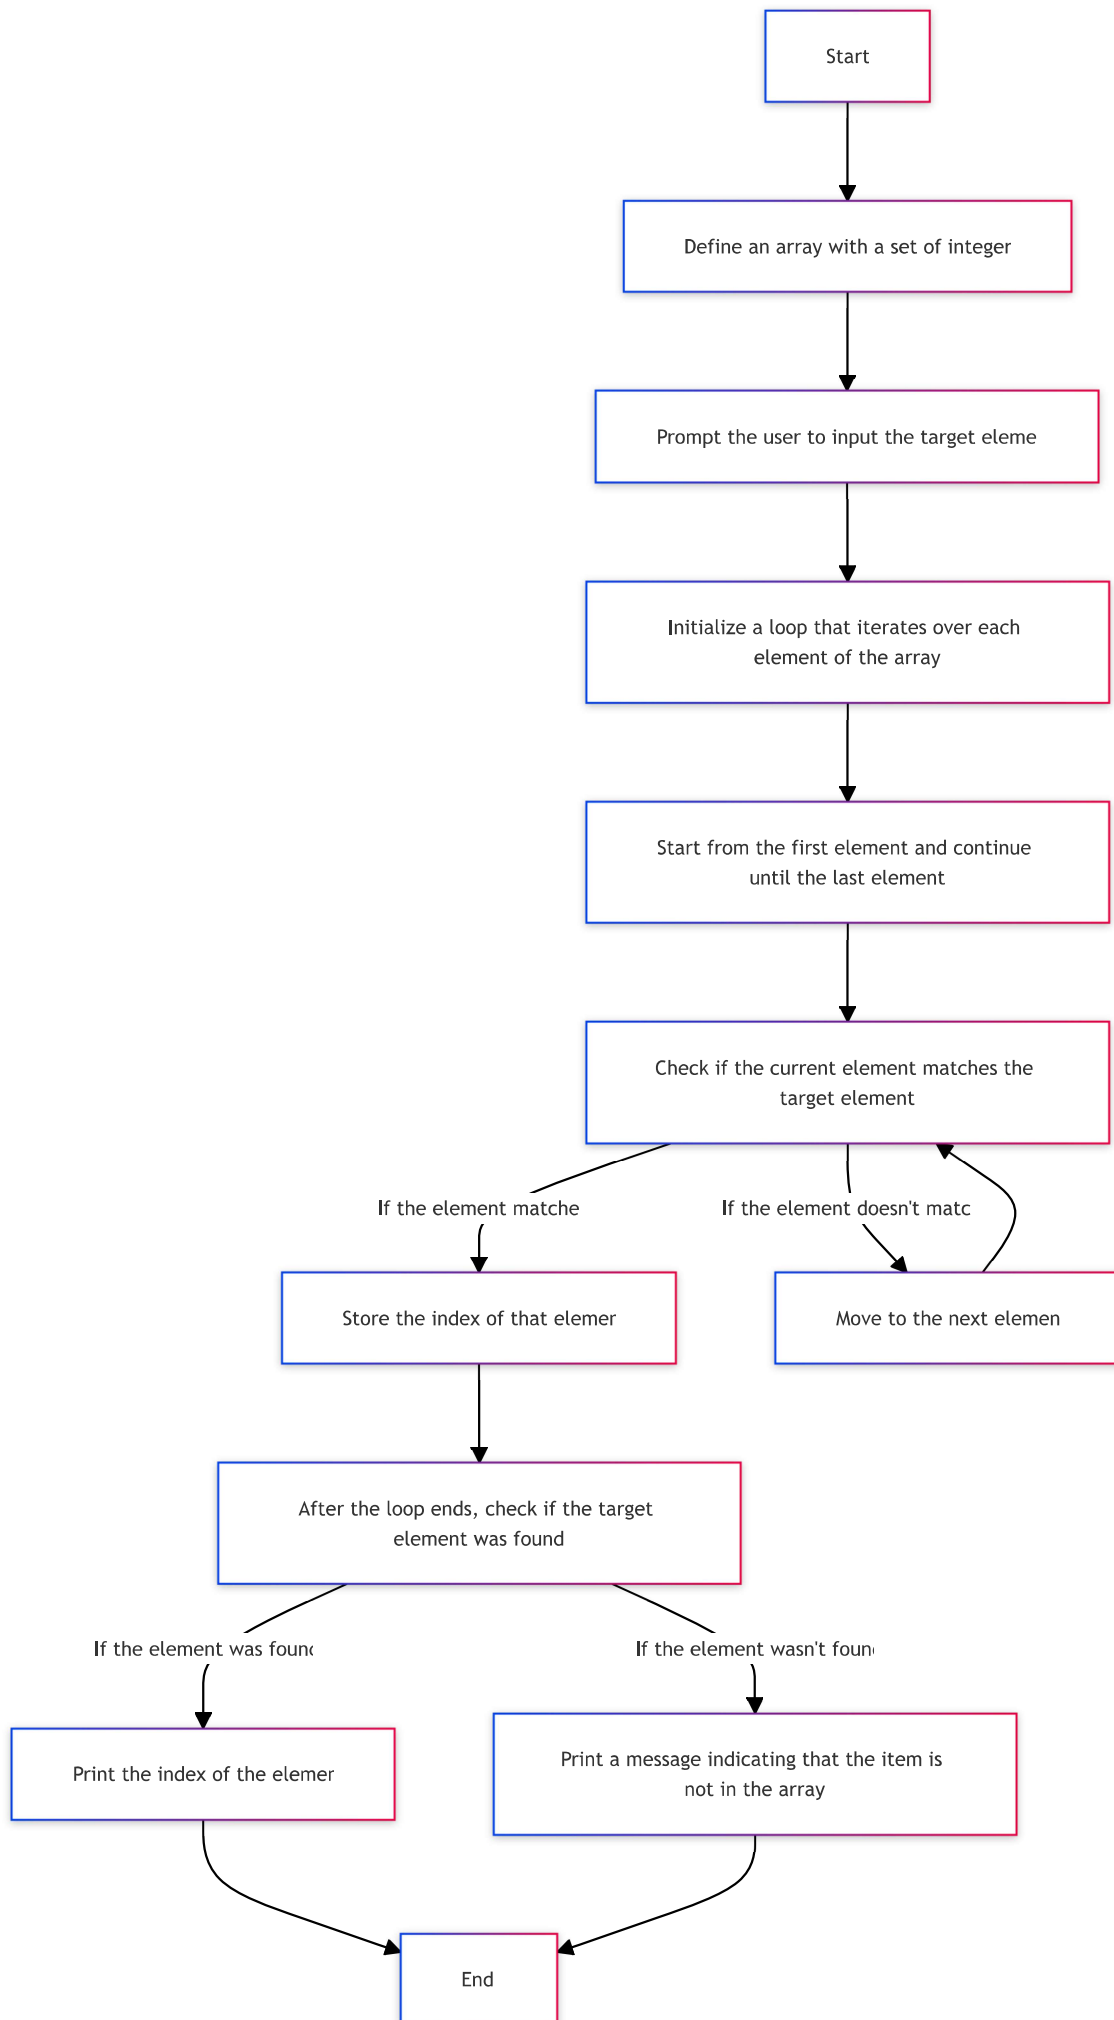 Start
Define an array with a set of integer
Prompt the user to input the target eleme
Initialize a loop that iterates over each
element of the array
Start from the first element and continue
until the last element
Check if the current element matches the
target element
If the element matche
If the element doesn't matc
Store the index of that elemer
Move to the next elemen
After the loop ends, check if the target
element was found
If the element was found
If the element wasn't foun
Print the index of the elemer
Print a message indicating that the item is
not in the array
End